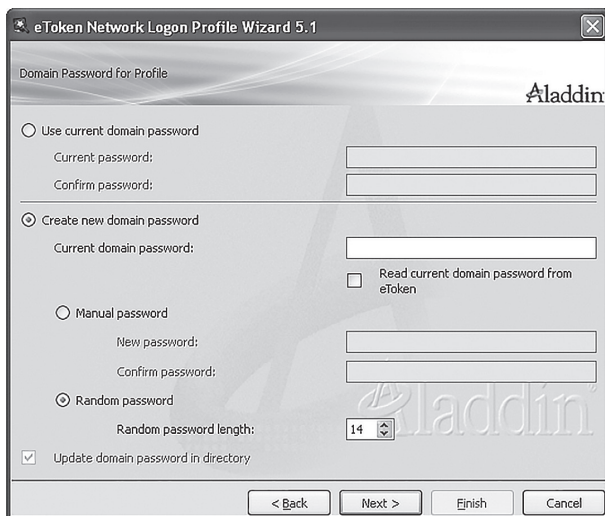 eToken Network Logon Profile Wizard 5.1
Domain Password for Profile
Aladdin
Use current domain password
Current password:
Confirm password:
Create new domain password
Current domain password:
Read current domain password from
eToken
Manual password
New password:
Confirm password:
Aladdin
Random password
Random password length:
14
Update domain password in directory
< Back
Next >
Finish
Cancel